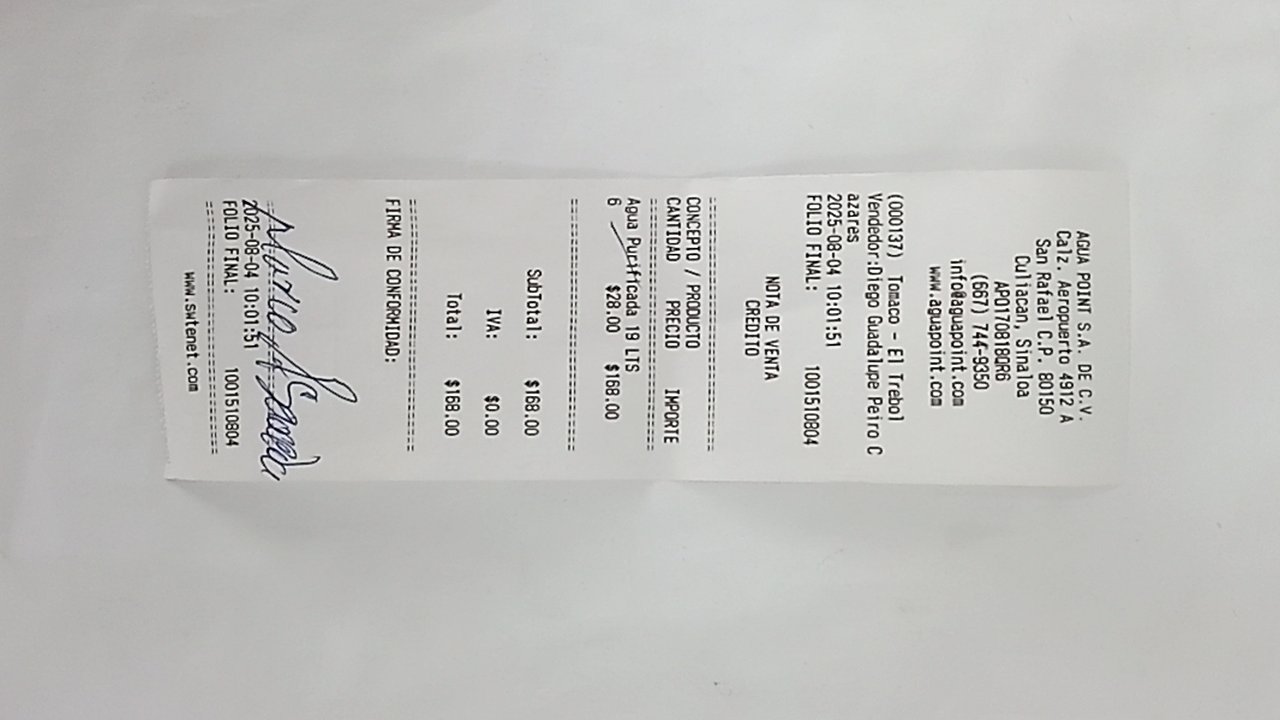 AGUA POINT S.A. DE C.V.
Calz. Aeropuerto 4912 A
San Rafael C.P. 80150
Culiacan, Sinaloa
APO170818QR6
(667) 744-9350
info@aguapoint.com
www.aguapoint.com
(000137) Tomaco - El Trebol
Vendedor:Diego Guadalupe Peiro C
azares
2025-08-04 10:01:51
FOLIO FINAL: 1001510804
NOTA DE VENTA
CREDITO
CONCEPTO / PRODUCTO
CANTIDAD PRECIO IMPORTE
Agua Purificada 19 LTS
6 $28.00 $168.00
SubTotal: $168.00
IVA: $0.00
Total: $168.00
FIRMA DE CONFORMIDAD:
2025-08-04 10:01:51
FOLIO FINAL: 1001510804
www.swtenet.com